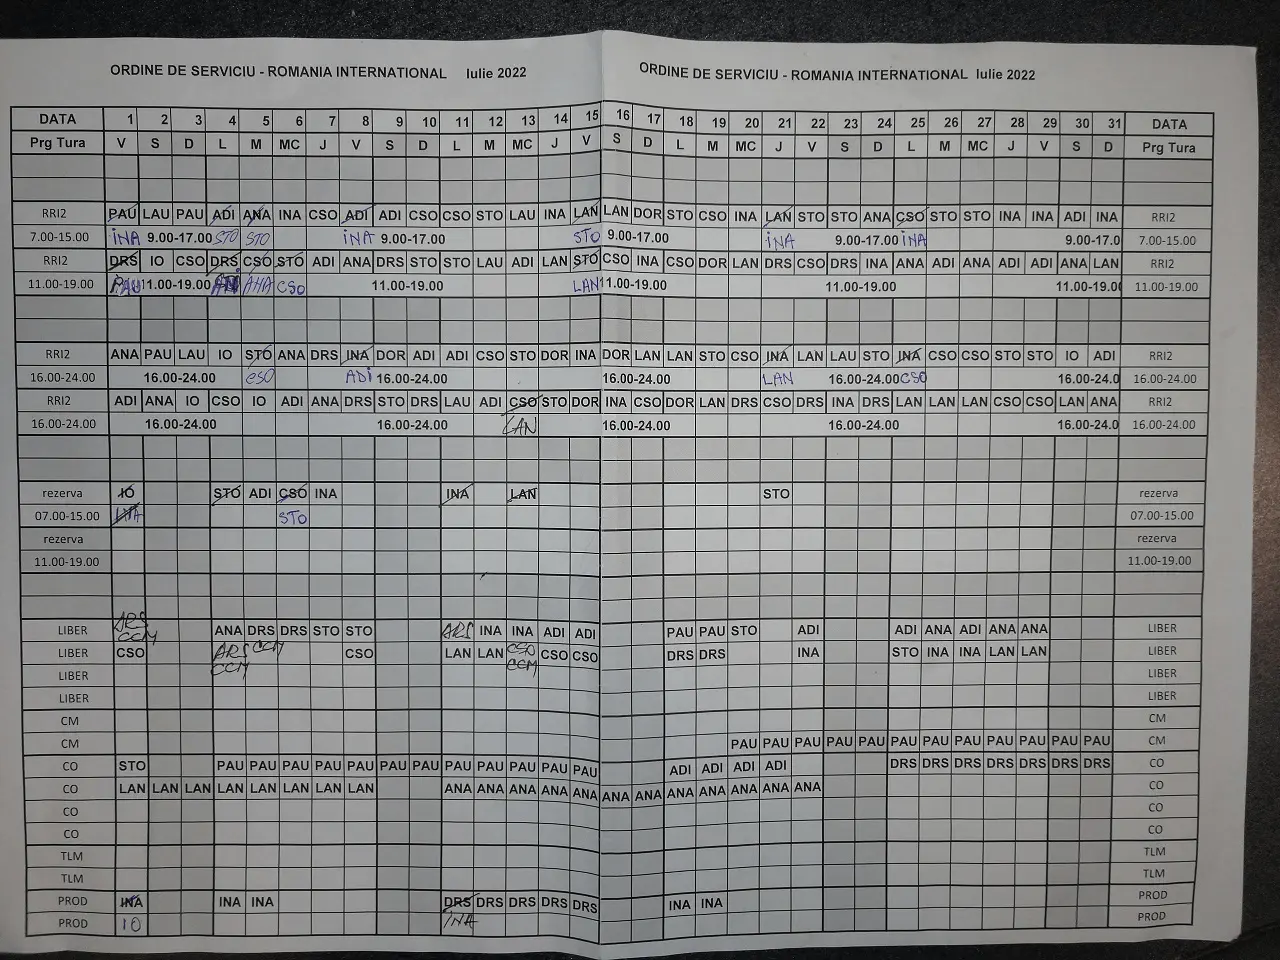 ORDINE DE SERVICIU - ROMANIA INTERNATIONAL Iulie 2022 ORDINE DE SERVICIU - ROMANIA INTERNATIONAL Iulie 2022
DATA 1 2 3 4 5 6 7 8 9 10 11 12 13 14 15 16 17 18 19 20 21 22 23 24 25 26 27 28 29 30 31 DATA
Prg Tura V S D L M MC J V S D L M MC J V S D L M MC J V S D L M MC J V S D Prg Tura
RRI2 PAU LAU PAU ADI ANA INA CSO ADI ADI CSO CSO STO LAU INA LAN LAN DOR STO CSO INA LAN STO STO ANA CSO STO STO INA INA ADI INA RRI2
7.00-15.00 INA 9.00-17.00 STO STO INA 9.00-17.00 STO 9.00-17.00 INA 9.00-17.00 INA 9.00-17.0 7.00-15.00
RRI2 DRS IO CSO DRS CSO STO ADI ANA DRS STO STO LAU ADI LAN STO CSO INA CSO DOR LAN DRS CSO DRS INA ANA ADI ANA ADI ADI ANA LAN RRI2
11.00-19.00 PAU 11.00-19.00 ANA CSO 11.00-19.00 LAN 11.00-19.00 11.00-19.00 11.00-19.0 11.00-19.00
RRI2 ANA PAU LAU IO STO ANA DRS INA DOR ADI ADI CSO STO DOR INA DOR LAN LAN STO CSO INA LAN LAU STO INA CSO CSO STO STO IO ADI RRI2
16.00-24.00 16.00-24.00 CSO ADI 16.00-24.00 16.00-24.00 LAN 16.00-24.00 CSO 16.00-24.0 16.00-24.00
RRI2 ADI ANA IO CSO IO ADI ANA DRS STO DRS LAU ADI CSO STO DOR INA CSO DOR LAN DRS CSO DRS INA DRS LAN LAN LAN CSO CSO LAN ANA RRI2
16.00-24.00 16.00-24.00 16.00-24.00 LAN 16.00-24.00 16.00-24.00 16.00-24.0 16.00-24.00
rezerva IO STO ADI CSO INA INA LAN STO rezerva
07.00-15.00 INA STO 07.00-15.00
rezerva rezerva
11.00-19.00 11.00-19.00
LIBER CCM ANA DRS DRS STO STO INA INA ADI ADI PAU PAU STO ADI ADI ANA ADI ANA ANA LIBER
LIBER CSO CCM CSO LAN LAN CSO CSO CSO DRS DRS INA STO INA INA LAN LAN LIBER
LIBER CCM CCM LIBER
LIBER LIBER
CM CM
CM PAU PAU PAU PAU PAU PAU PAU PAU PAU PAU PAU PAU CM
CO STO PAU PAU PAU PAU PAU PAU PAU PAU PAU PAU PAU PAU ADI ADI ADI ADI DRS DRS DRS DRS DRS DRS DRS CO
CO LAN LAN LAN LAN LAN LAN LAN LAN ANA ANA ANA ANA ANA ANA ANA ANA ANA ANA ANA ANA CO
CO CO
CO CO
TLM TLM
TLM TLM
PROD INA INA INA DRS DRS DRS DRS DRS INA INA PROD
PROD IO INA PROD